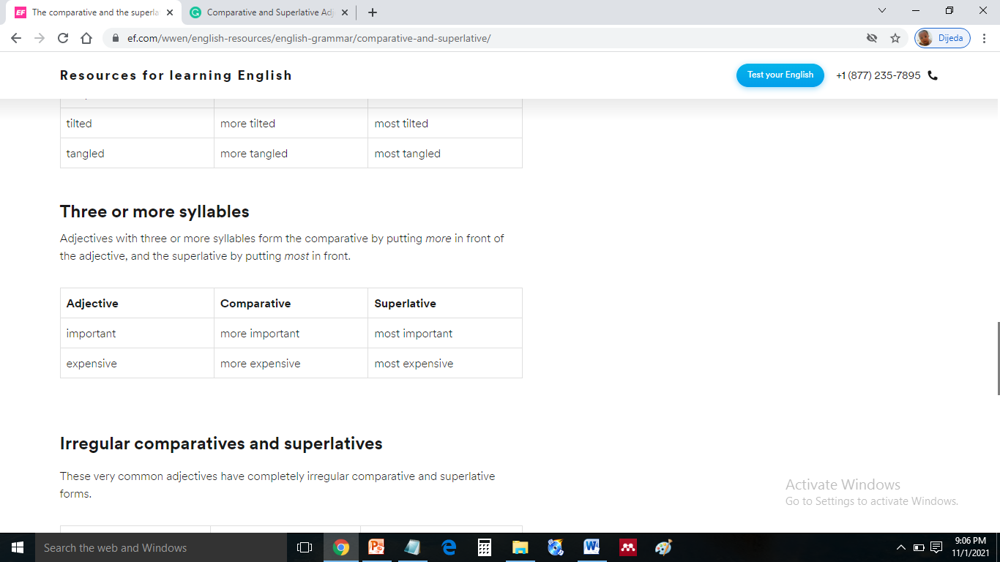 EF The comparative and the superla
Comparative and Superlative Adj
ef.com/wwen/english-resources/english-grammar/comparative-and-superlative/
Dijeda
Resources for learning English
Test your English
+1 (877) 235-7895
tilted more tilted most tilted
tangled more tangled most tangled
Three or more syllables
Adjectives with three or more syllables form the comparative by putting more in front of
the adjective, and the superlative by putting most in front.
Adjective Comparative Superlative
important more important most important
expensive more expensive most expensive
Irregular comparatives and superlatives
These very common adjectives have completely irregular comparative and superlative
forms.
Activate Windows
Go to Settings to activate Windows.
Search the web and Windows
9:06 PM
11/1/2021